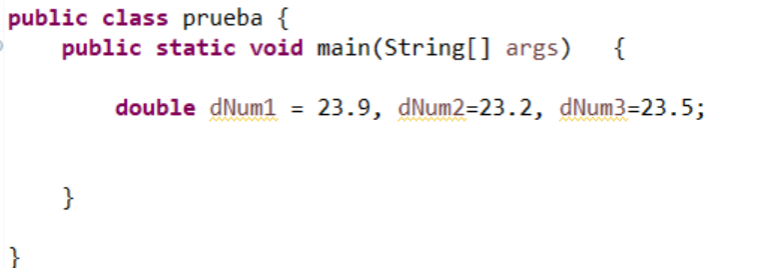 public class prueba {
public static void main(String[] args) {
double dNum1 = 23.9, dNum2=23.2, dNum3=23.5;
}
}